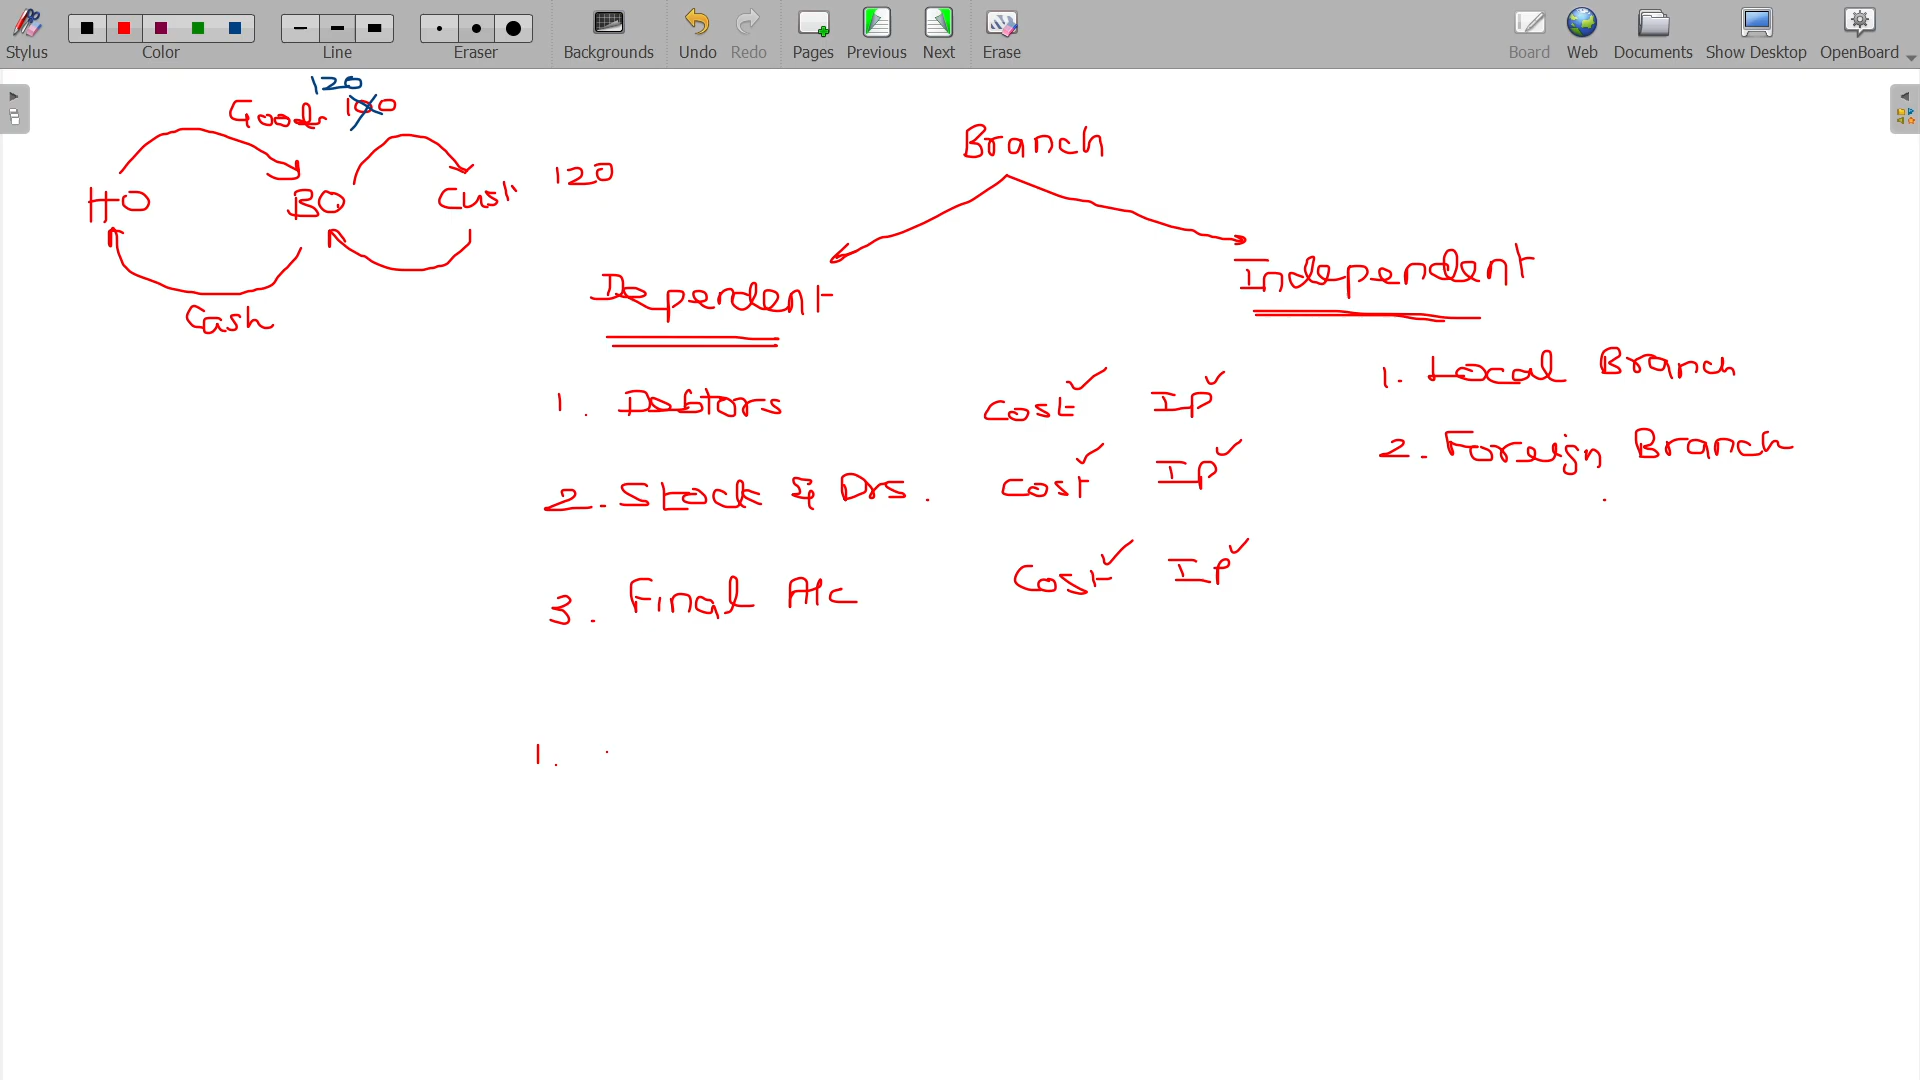 Stylus Color Line Eraser Backgrounds Undo Redo Pages Previous Next Erase Board Web Documents Show Desktop OpenBoard
120
Goods 100
HO BO Cust. 120
Cash
Branch
Dependent Independent
1. Debtors Cost ✓ IP ✓
2. Stock & Drs. Cost ✓ IP ✓
3. Final A/c Cost ✓ IP ✓
1. Local Branch
2. Foreign Branch
1.